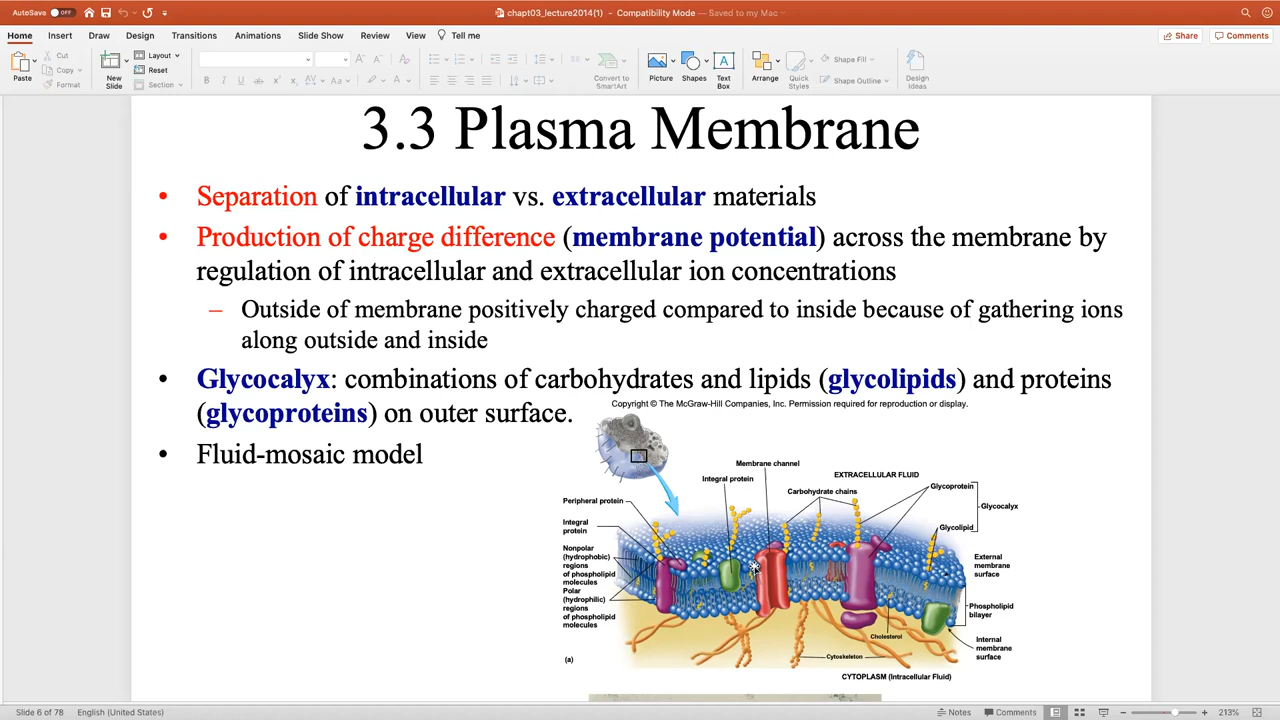 AutoSave OFF
chapt03_lecture2014(1) - Compatibility Mode — Saved to my Mac
Home Insert Draw Design Transitions Animations Slide Show Review View Tell me Share Comments
Paste
Cut
Copy
Format
New Slide
Layout
Reset
Section
B I U ab
Convert to SmartArt
Picture
Shapes
Text Box
Arrange
Quick Styles
Shape Fill
Shape Outline
Design Ideas
3.3 Plasma Membrane
• Separation of intracellular vs. extracellular materials
• Production of charge difference (membrane potential) across the membrane by
regulation of intracellular and extracellular ion concentrations
– Outside of membrane positively charged compared to inside because of gathering ions
along outside and inside
• Glycocalyx: combinations of carbohydrates and lipids (glycolipids) and proteins
(glycoproteins) on outer surface.
• Fluid-mosaic model
Copyright © The McGraw-Hill Companies, Inc. Permission required for reproduction or display.
Membrane channel
Integral protein
EXTRACELLULAR FLUID
Carbohydrate chains
Glycoprotein
Glycocalyx
Glycolipid
Peripheral protein
Integral
protein
Nonpolar
(hydrophobic)
regions
of phospholipid
molecules
Polar
(hydrophilic)
regions
of phospholipid
molecules
External
membrane
surface
Phospholipid
bilayer
Cholesterol
Internal
membrane
surface
Cytoskeleton
(a)
CYTOPLASM (Intracellular Fluid)
Slide 6 of 78 English (United States) Notes Comments 213%